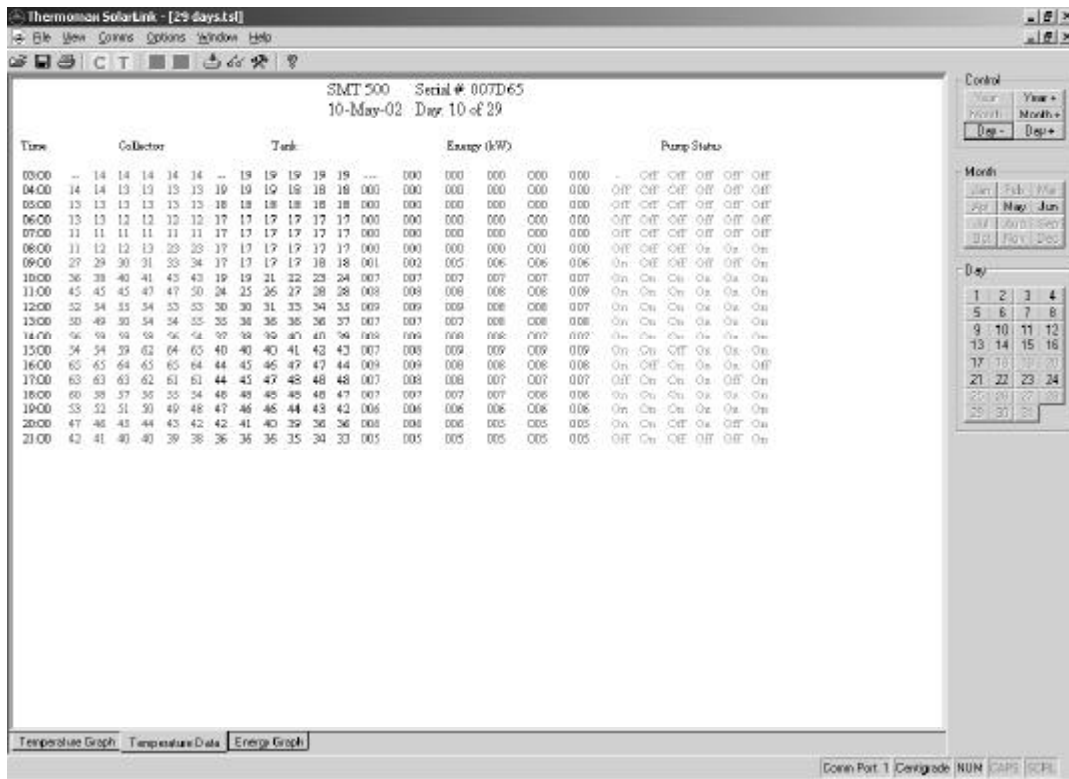 Thermoman SolarLink - [29 days.tsl]
File View Comms Options Window Help
C T
SMT 500 Serial #: 007D65
10-May-02 Day: 10 of 29
Time Collector Tank Energy (kW) Pump Status
03:00 -- 14 14 14 14 14 -- 19 19 19 19 19 --- 000 000 000 000 000 - Off Off Off Off Off
04:00 14 14 13 13 13 13 19 19 19 18 18 18 000 000 000 000 000 000 Off Off Off Off Off Off
05:00 13 13 13 13 13 13 18 18 18 18 18 18 000 000 000 000 000 000 Off Off Off Off Off Off
06:00 13 13 12 12 12 12 17 17 17 17 17 17 000 000 000 000 000 000 Off Off Off Off Off Off
07:00 11 11 11 11 11 11 17 17 17 17 17 17 000 000 000 000 000 000 Off Off Off Off Off Off
08:00 11 12 12 13 23 23 17 17 17 17 17 17 000 000 000 000 001 000 Off Off Off On On On
09:00 27 29 30 31 33 34 17 17 17 17 18 18 001 002 005 006 006 006 On Off Off Off Off On
10:00 36 38 40 41 43 43 19 19 21 22 23 24 007 007 007 007 007 007 On On On On On On
11:00 45 45 45 47 47 50 24 25 26 27 28 28 008 008 008 008 008 009 On On On On On On
12:00 52 54 55 54 53 53 30 30 31 33 34 35 009 009 009 008 008 007 On On On On On On
13:00 50 49 50 54 54 55 35 36 36 36 36 37 007 007 007 008 008 008 On On On On On On
14:00
15:00 54 54 59 62 64 65 40 40 40 41 42 43 007 008 009 009 009 009 On On Off On On On
16:00 65 65 64 65 65 64 44 45 46 47 47 44 009 009 008 008 008 008 On Off On On On Off
17:00 63 63 63 62 61 61 44 45 47 48 48 48 007 008 008 008 007 007 Off On On On Off On
18:00 60 58 57 56 55 54 48 48 48 48 48 47 007 007 007 007 008 006 On On On On On On
19:00 53 52 51 50 49 48 47 46 46 44 43 42 006 006 006 006 006 006 On On On On On On
20:00 47 46 45 44 43 42 42 41 40 39 38 36 005 On On Off On Off On
21:00 42 41 40 40 39 38 36 36 36 35 34 33 005 005 005 005 005 005 Off On Off Off Off On
Control
Year Year +
Month Month +
Day - Day +
Month
Jan Feb Mar
Apr May Jun
Jul Aug Sep
Oct Nov Dec
Day
1 2 3 4
5 6 7 8
9 10 11 12
13 14 15 16
17 18 19 20
21 22 23 24
25 26 27 28
29 30 31
Temperature Graph Temperature Data Energy Graph
Comm Port: 1 Centigrade NUM CAPS SCRL